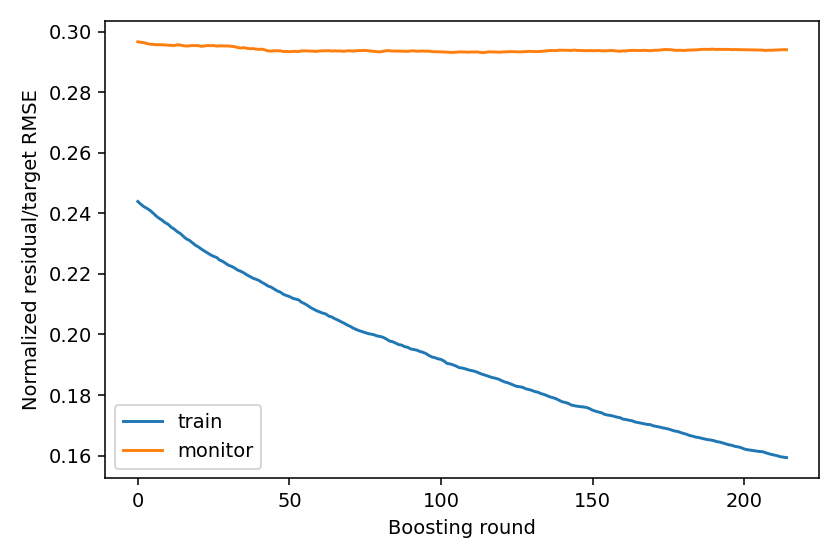 0.30
0.28
0.26
0.24
0.22
0.20
0.18
0.16
Normalized residual/target RMSE
train
monitor
0 50 100 150 200
Boosting round